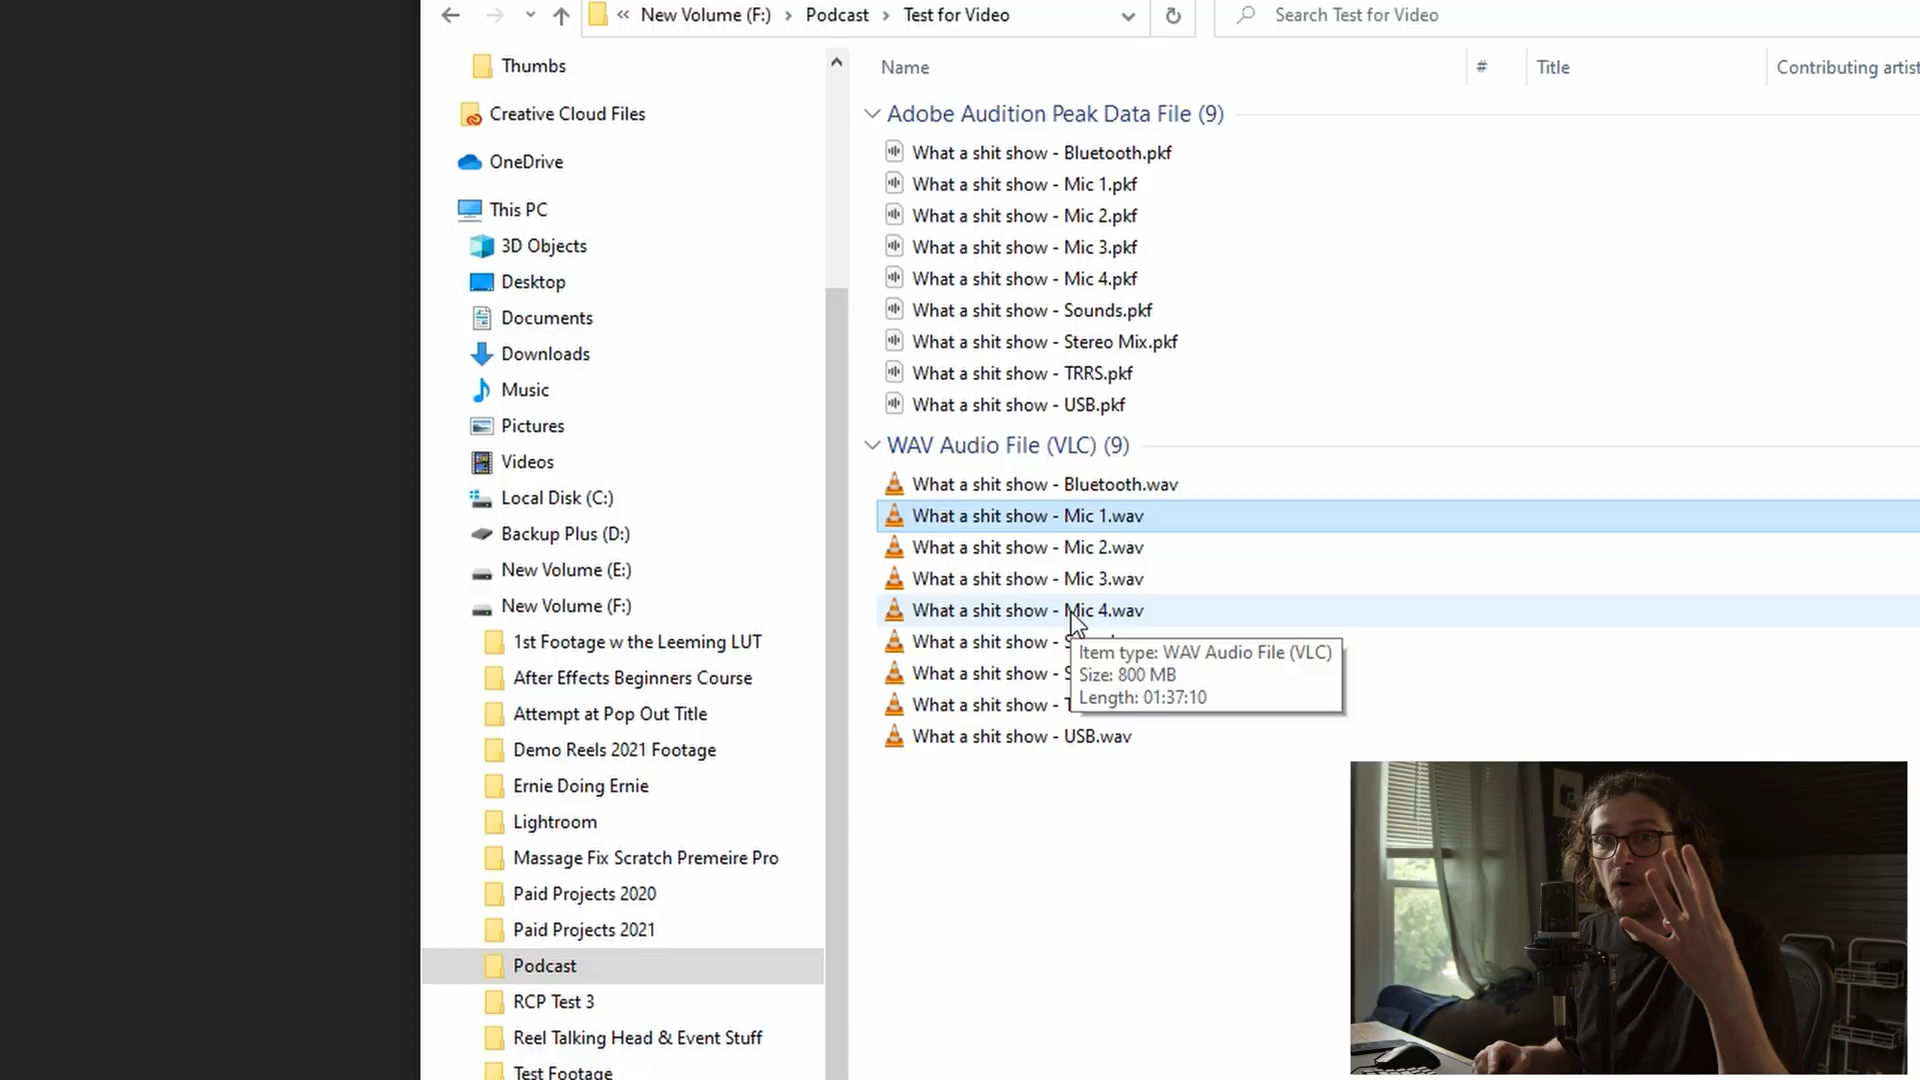 New Volume (F:) Podcast Test for Video
Search Test for Video
Thumbs
Creative Cloud Files
OneDrive
This PC
3D Objects
Desktop
Documents
Downloads
Music
Pictures
Videos
Local Disk (C:)
Backup Plus (D:)
New Volume (E:)
New Volume (F:)
1st Footage w the Leeming LUT
After Effects Beginners Course
Attempt at Pop Out Title
Demo Reels 2021 Footage
Ernie Doing Ernie
Lightroom
Massage Fix Scratch Premeire Pro
Paid Projects 2020
Paid Projects 2021
Podcast
RCP Test 3
Reel Talking Head & Event Stuff
Test Footage
Name # Title Contributing artist
Adobe Audition Peak Data File (9)
What a shit show - Bluetooth.pkf
What a shit show - Mic 1.pkf
What a shit show - Mic 2.pkf
What a shit show - Mic 3.pkf
What a shit show - Mic 4.pkf
What a shit show - Sounds.pkf
What a shit show - Stereo Mix.pkf
What a shit show - TRRS.pkf
What a shit show - USB.pkf
WAV Audio File (VLC) (9)
What a shit show - Bluetooth.wav
What a shit show - Mic 1.wav
What a shit show - Mic 2.wav
What a shit show - Mic 3.wav
What a shit show - Mic 4.wav
What a shit show -
What a shit show -
What a shit show -
What a shit show - USB.wav
Item type: WAV Audio File (VLC)
Size: 800 MB
Length: 01:37:10